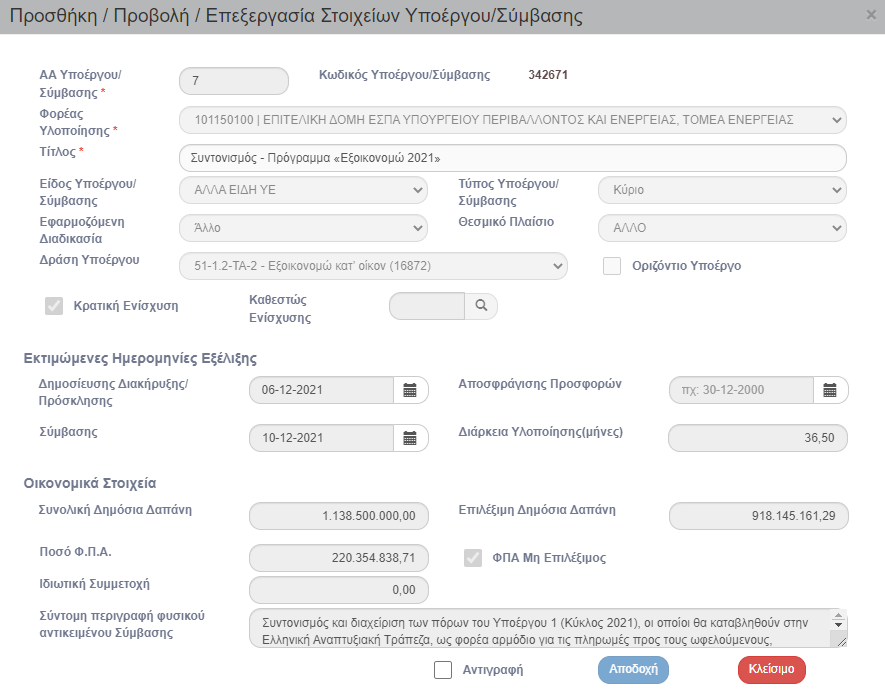 Προσθήκη / Προβολή / Επεξεργασία Στοιχείων Υποέργου/Σύμβασης ×
ΑΑ Υποέργου/
Σύμβασης *
7
Κωδικός Υποέργου/Σύμβασης 342671
Φορέας
Υλοποίησης *
101150100 | ΕΠΙΤΕΛΙΚΗ ΔΟΜΗ ΕΣΠΑ ΥΠΟΥΡΓΕΙΟΥ ΠΕΡΙΒΑΛΛΟΝΤΟΣ ΚΑΙ ΕΝΕΡΓΕΙΑΣ, ΤΟΜΕΑ ΕΝΕΡΓΕΙΑΣ
Τίτλος *
Συντονισμός - Πρόγραμμα «Εξοικονομώ 2021»
Είδος Υποέργου/
Σύμβασης
ΑΛΛΑ ΕΙΔΗ ΥΕ
Τύπος Υποέργου/
Σύμβασης
Κύριο
Εφαρμοζόμενη
Διαδικασία
Άλλο
Θεσμικό Πλαίσιο
ΑΛΛΟ
Δράση Υποέργου
51-1.2-ΤΑ-2 - Εξοικονομώ κατ' οίκον (16872)
Οριζόντιο Υποέργο
Κρατική Ενίσχυση
Καθεστώς
Ενίσχυσης
Εκτιμώμενες Ημερομηνίες Εξέλιξης
Δημοσίευσης Διακήρυξης/
Πρόσκλησης
06-12-2021
Αποσφράγισης Προσφορών
πχ: 30-12-2000
Σύμβασης
10-12-2021
Διάρκεια Υλοποίησης(μήνες)
36,50
Οικονομικά Στοιχεία
Συνολική Δημόσια Δαπάνη
1.138.500.000,00
Επιλέξιμη Δημόσια Δαπάνη
918.145.161,29
Ποσό Φ.Π.Α.
220.354.838,71
ΦΠΑ Μη Επιλέξιμος
Ιδιωτική Συμμετοχή
0,00
Σύντομη περιγραφή φυσικού
αντικειμένου Σύμβασης
Συντονισμός και διαχείριση των πόρων του Υποέργου 1 (Κύκλος 2021), οι οποίοι θα καταβληθούν στην
Ελληνική Αναπτυξιακή Τράπεζα, ως φορέα αρμόδιο για τις πληρωμές προς τους ωφελούμενους,
Αντιγραφή
Αποδοχή
Κλείσιμο